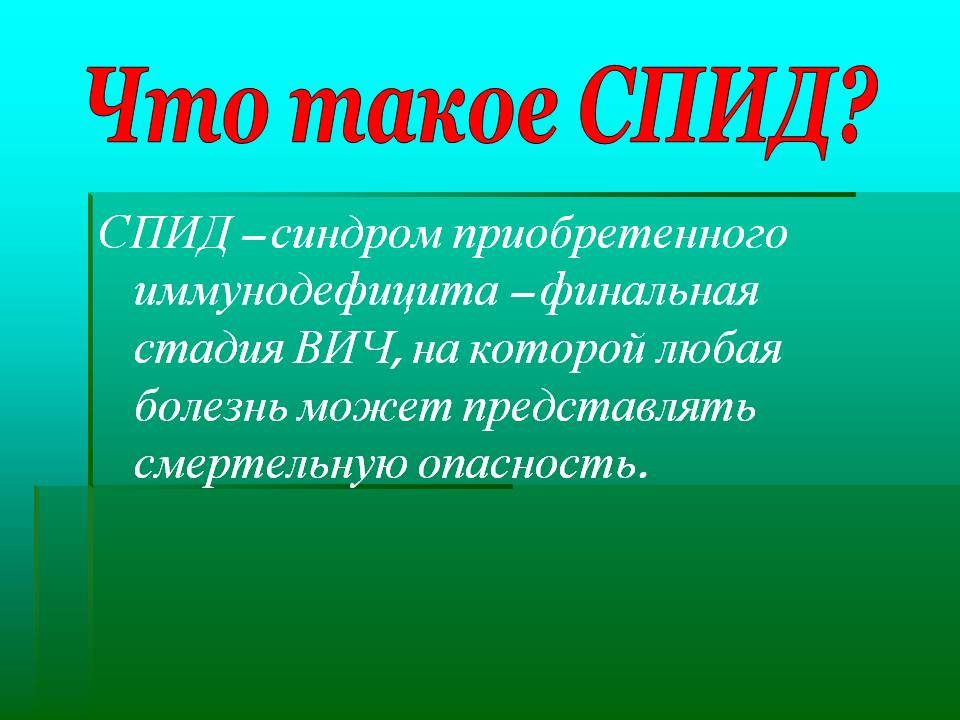 Что такое СПИД?
СПИД – синдром приобретенного
иммунодефицита – финальная
стадия ВИЧ, на которой любая
болезнь может представлять
смертельную опасность.